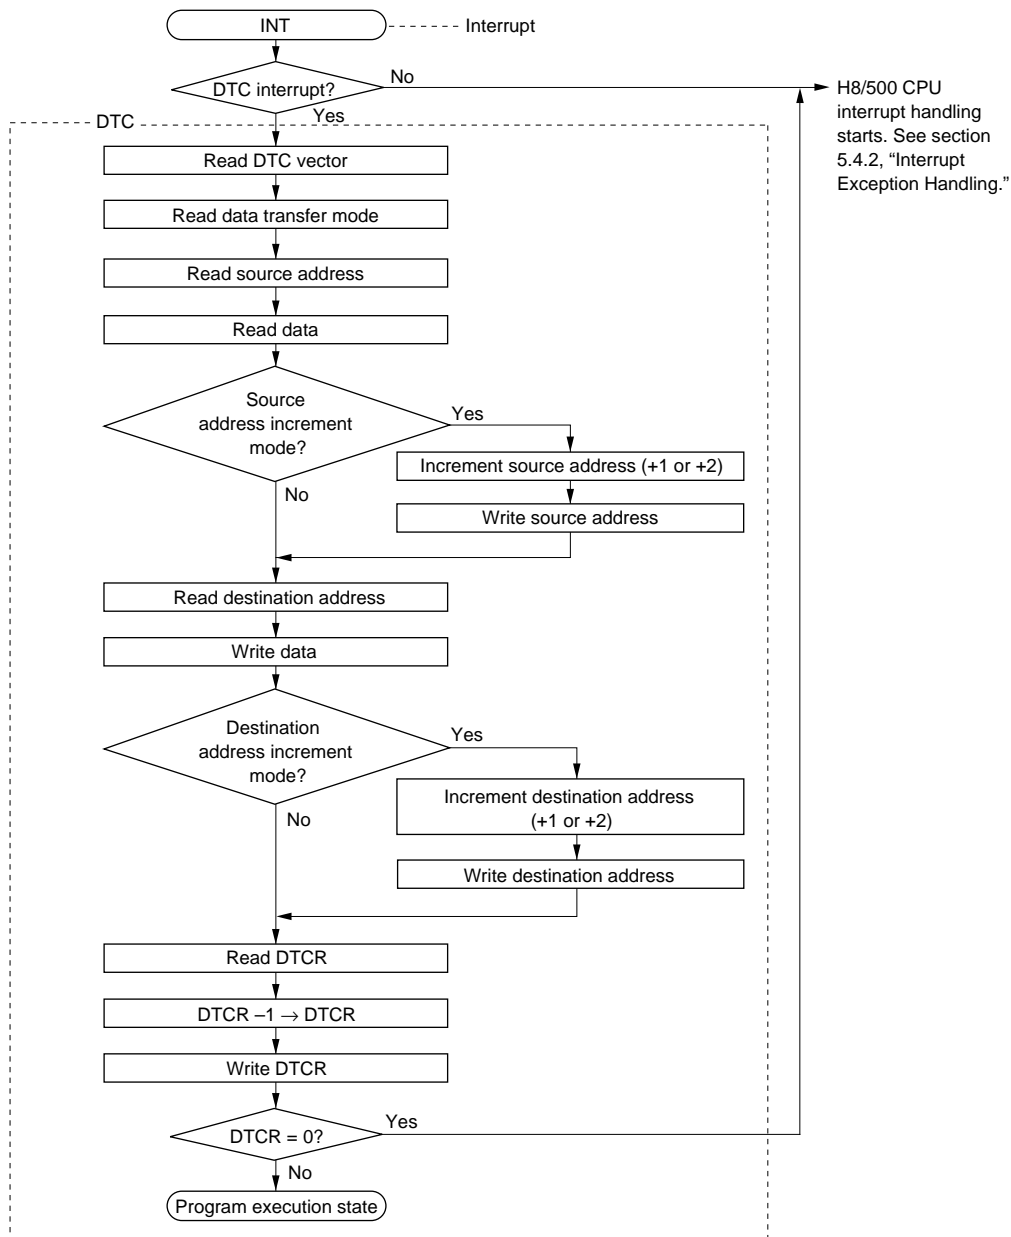 INT
Interrupt
DTC interrupt?
No
Yes
H8/500 CPU
interrupt handling
starts. See section
5.4.2, “Interrupt
Exception Handling.”
DTC
Read DTC vector
Read data transfer mode
Read source address
Read data
Source
address increment
mode?
Yes
No
Increment source address (+1 or +2)
Write source address
Read destination address
Write data
Destination
address increment
mode?
Yes
No
Increment destination address
(+1 or +2)
Write destination address
Read DTCR
DTCR –1 → DTCR
Write DTCR
DTCR = 0?
Yes
No
Program execution state